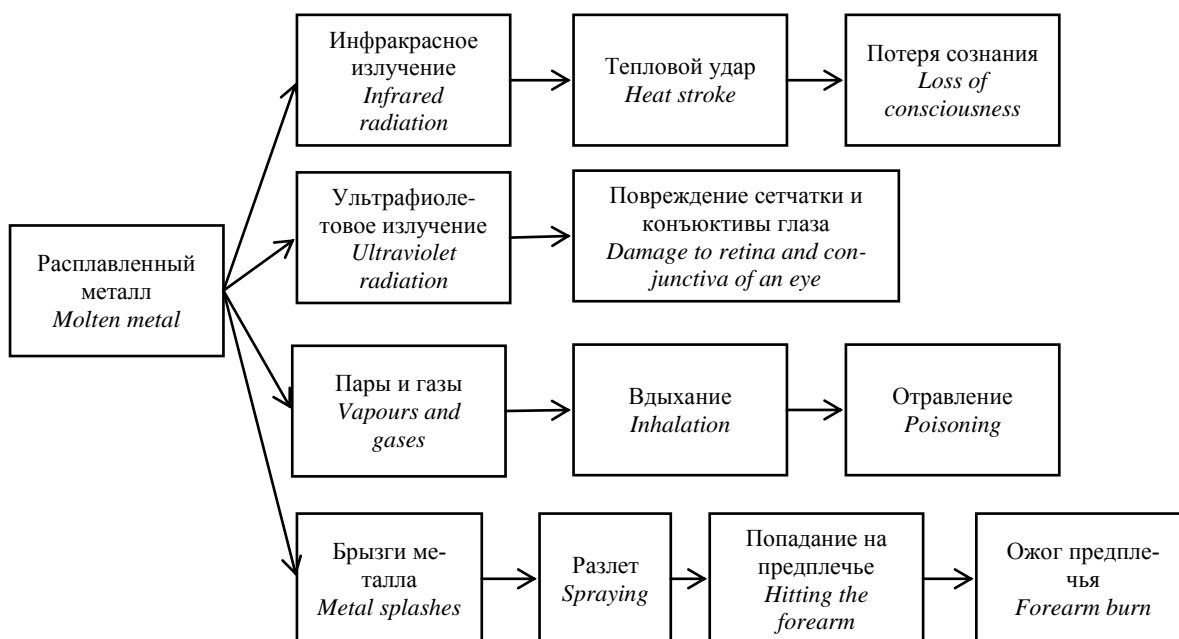 Инфракрасное
излучение
Infrared
radiation
Тепловой удар
Heat stroke
Потеря сознания
Loss of
consciousness
Расплавленный
металл
Molten metal
Ультрафиоле-
товое излучение
Ultraviolet
radiation
Повреждение сетчатки и
конъюктивы глаза
Damage to retina and con-
junctiva of an eye
Пары и газы
Vapours and
gases
Вдыхание
Inhalation
Отравление
Poisoning
Брызги ме-
талла
Metal splashes
Разлет
Spraying
Попадание на
предплечье
Hitting the
forearm
Ожог предпле-
чья
Forearm burn